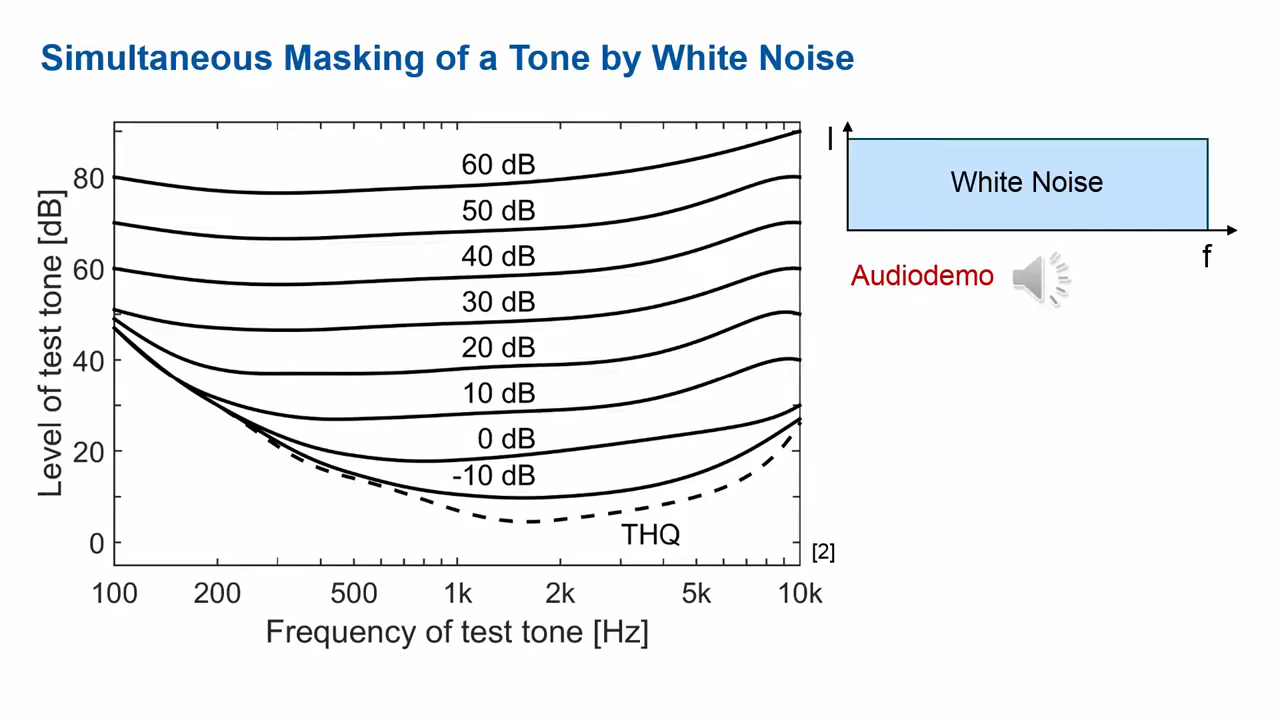 Simultaneous Masking of a Tone by White Noise
Level of test tone [dB]
80
60
40
20
0
60 dB
50 dB
40 dB
30 dB
20 dB
10 dB
0 dB
-10 dB
THQ
100 200 500 1k 2k 5k 10k
Frequency of test tone [Hz]
[2]
I
White Noise
f
Audiodemo